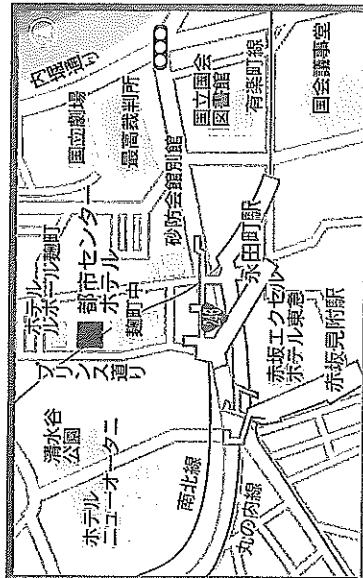 内堀通り
国立劇場
最高裁判所
国立国会
図書館
有楽町線
国会議事堂
砂防会館別館
ホテル
ルポール麹町
都市センター
ホテル
麹町中
プリンス通り
永田町駅
赤坂エクセル
ホテル東急
赤坂見附駅
清水谷
公園
ホテル
ニューオータニ
南北線
丸の内線